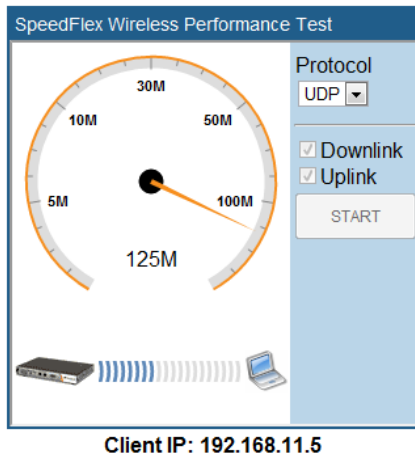 SpeedFlex Wireless Performance Test
Protocol
UDP
Downlink
Uplink
START
5M
10M
30M
50M
100M
125M
Client IP: 192.168.11.5